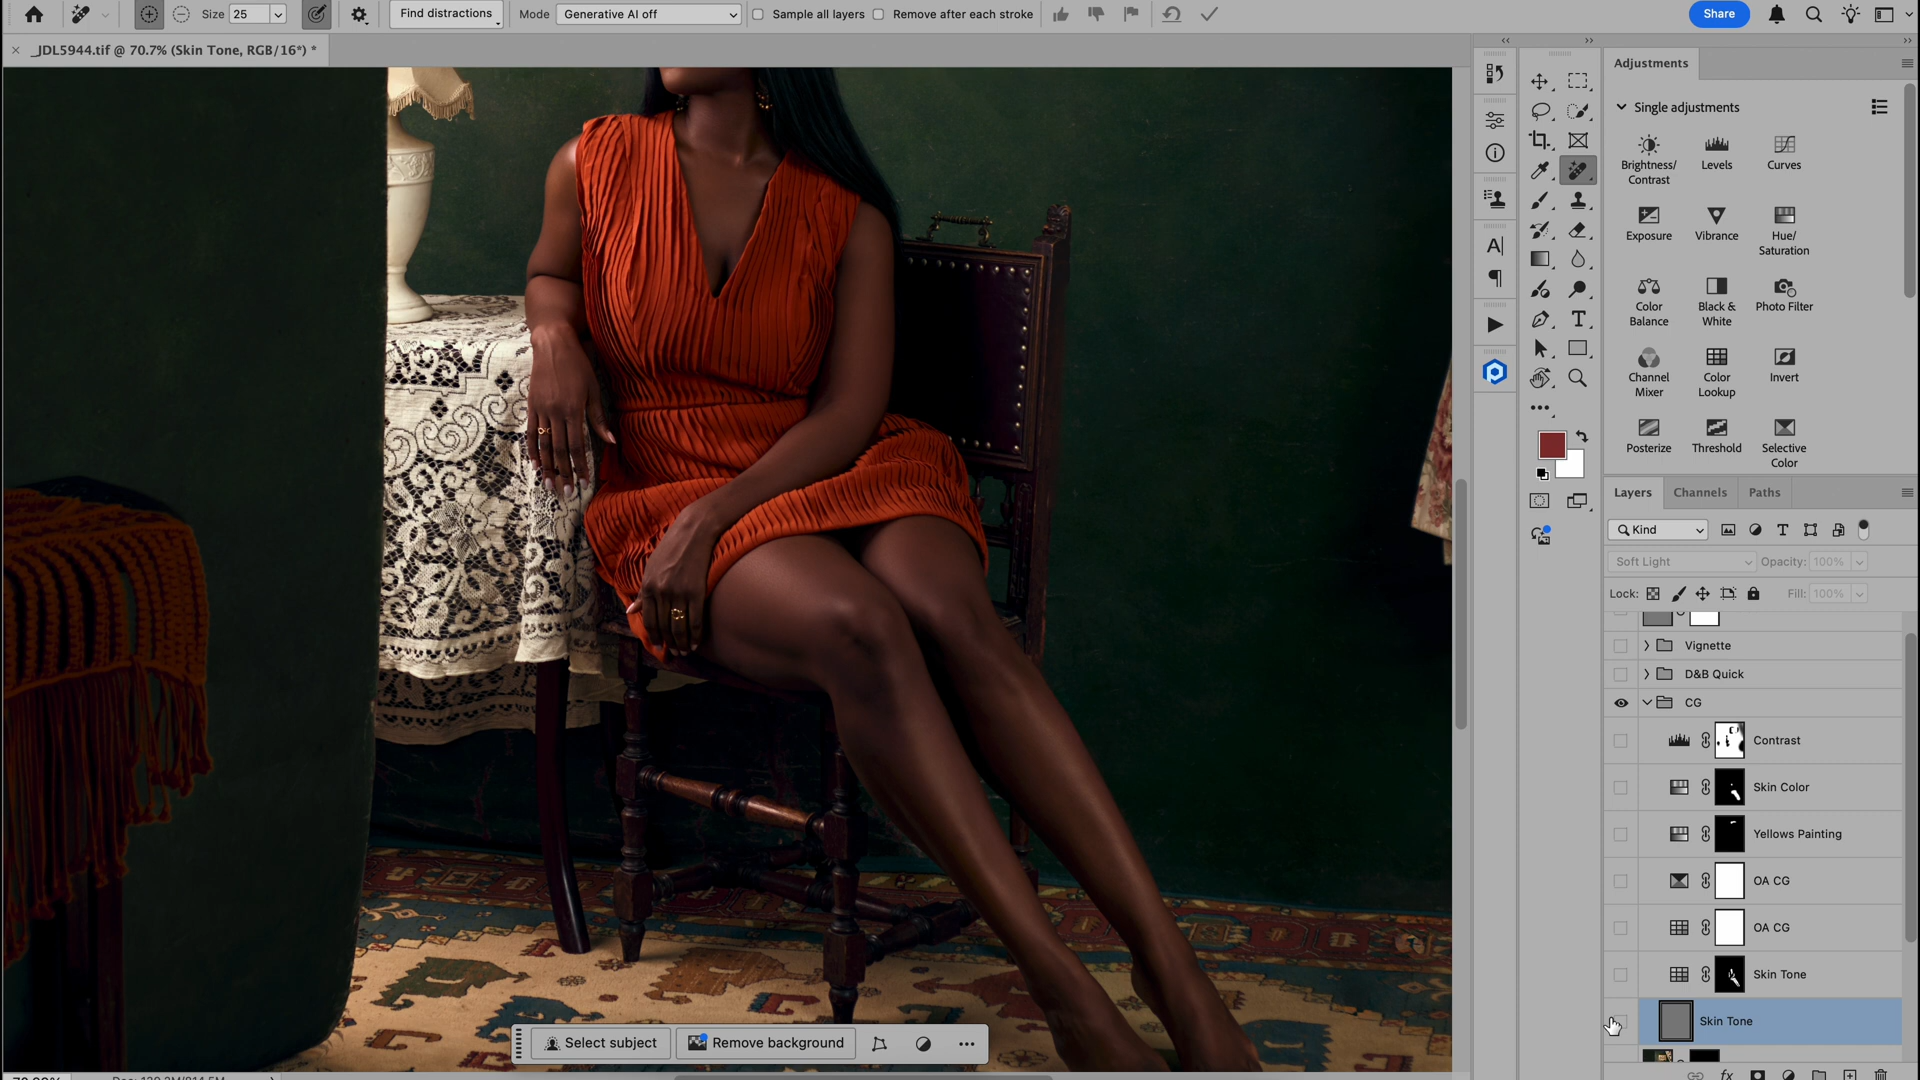 Size 25
Find distractions
Mode Generative AI off
Sample all layers
Remove after each stroke
Share
_JDL5944.tif @ 70.7% (Skin Tone, RGB/16*) *
Adjustments
Single adjustments
Brightness/
Contrast
Levels
Curves
Exposure
Vibrance
Hue/
Saturation
Color
Balance
Black &
White
Photo Filter
Channel
Mixer
Color
Lookup
Invert
Posterize
Threshold
Selective
Color
Layers
Channels
Paths
Kind
Soft Light
Opacity: 100%
Lock:
Fill: 100%
Vignette
D&B Quick
CG
Contrast
Skin Color
Yellows Painting
OA CG
OA CG
Skin Tone
Skin Tone
Select subject
Remove background